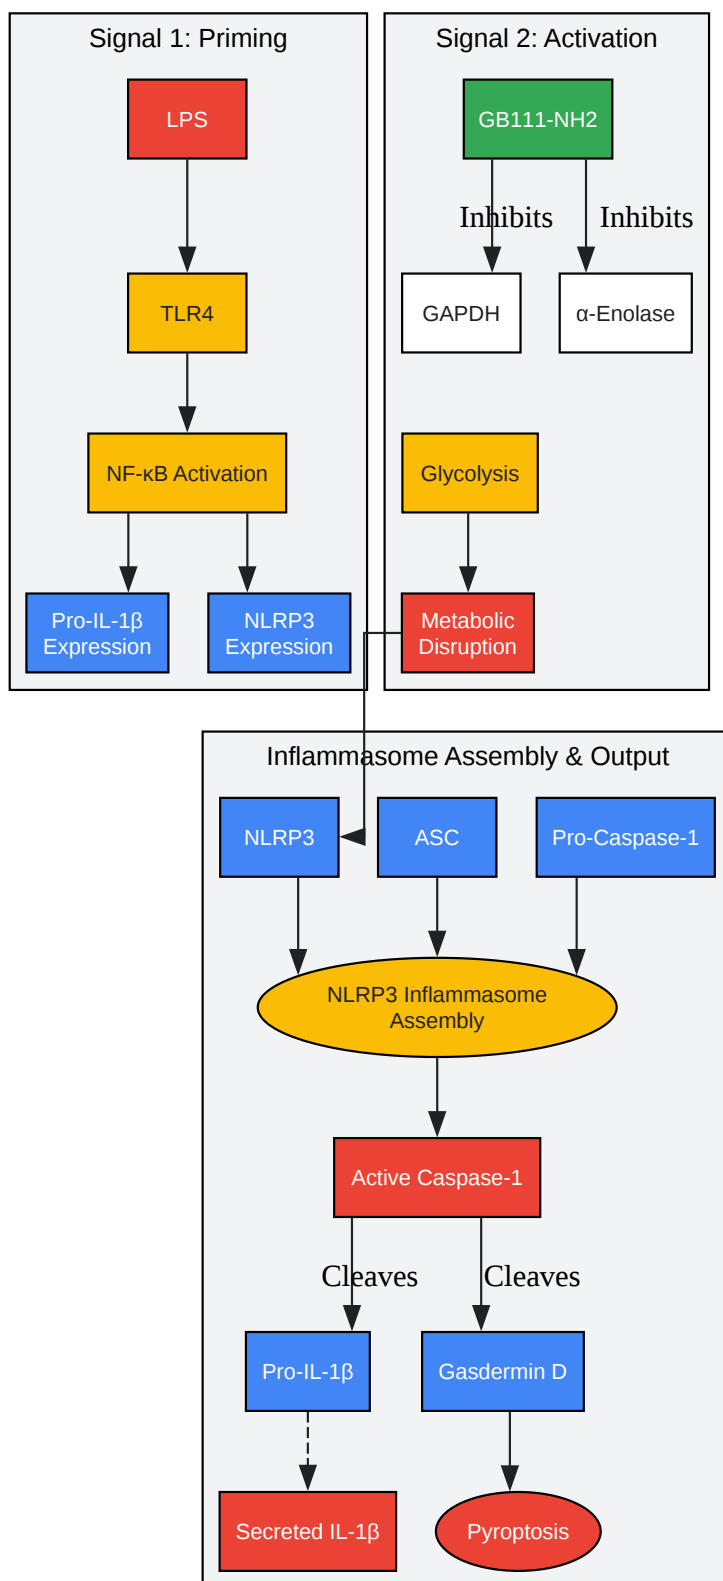 Signal 1: Priming
LPS
TLR4
NF-κB Activation
Pro-IL-1β
Expression
NLRP3
Expression
Signal 2: Activation
GB111-NH2
Inhibits
Inhibits
GAPDH
α-Enolase
Glycolysis
Metabolic
Disruption
Inflammasome Assembly & Output
NLRP3
ASC
Pro-Caspase-1
NLRP3 Inflammasome
Assembly
Active Caspase-1
Cleaves
Cleaves
Pro-IL-1β
Gasdermin D
Secreted IL-1β
Pyroptosis